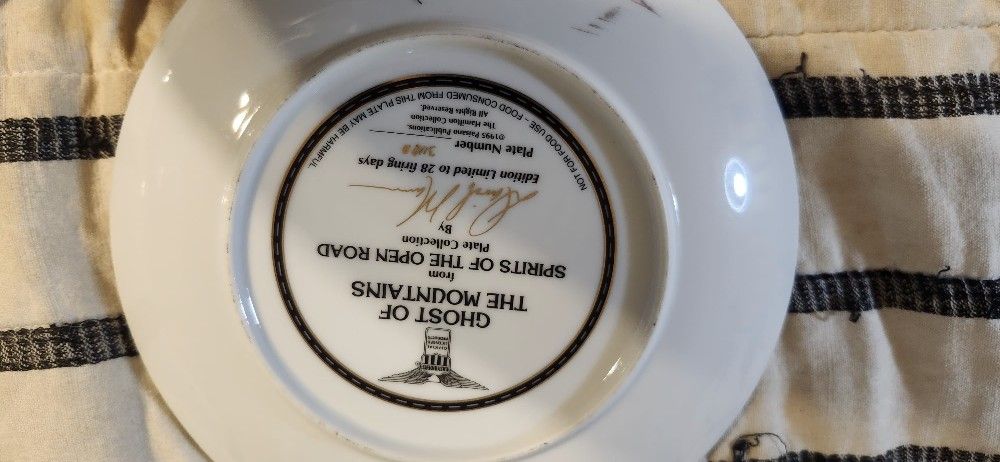 GHOST OF
THE MOUNTAINS
from
SPIRITS OF THE OPEN ROAD
Plate Collection
By
Edition Limited to 28 firing days
Plate Number
©1995 Paisano Publications.
The Hamilton Collection
All Rights Reserved.
NOT FOR FOOD USE – FOOD CONSUMED FROM THIS PLATE MAY BE HARMFUL